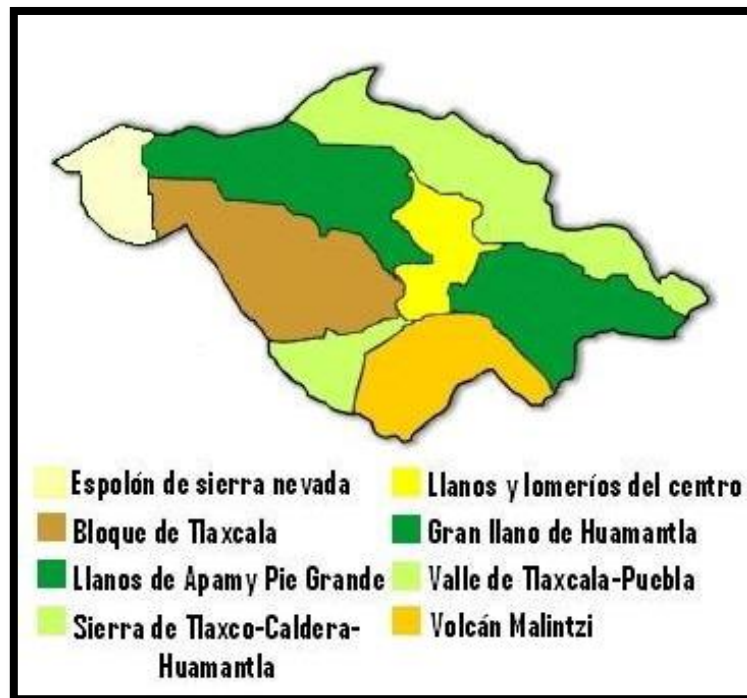 Espolón de sierra nevada
Bloque de Tlaxcala
Llanos de Apam y Pie Grande
Sierra de Tlaxco-Caldera-
Huamantla
Llanos y lomeríos del centro
Gran llano de Huamantla
Valle de Tlaxcala-Puebla
Volcán Malintzi